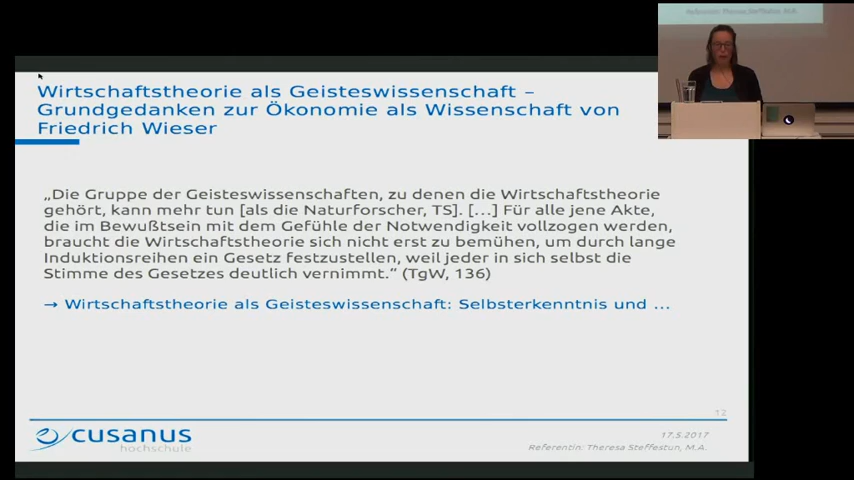 Wirtschaftstheorie als Geisteswissenschaft –
Grundgedanken zur Ökonomie als Wissenschaft von
Friedrich Wieser
„Die Gruppe der Geisteswissenschaften, zu denen die Wirtschaftstheorie
gehört, kann mehr tun [als die Naturforscher, TS]. [...] Für alle jene Akte,
die im Bewußtsein mit dem Gefühle der Notwendigkeit vollzogen werden,
braucht die Wirtschaftstheorie sich nicht erst zu bemühen, um durch lange
Induktionsreihen ein Gesetz festzustellen, weil jeder in sich selbst die
Stimme des Gesetzes deutlich vernimmt.“ (TgW, 136)
→ Wirtschaftstheorie als Geisteswissenschaft: Selbsterkenntnis und ...
12
cusanus
hochschule
17.5.2017
Referentin: Theresa Steffestun, M.A.
Referentin: Theresa Steffestun, M.A.